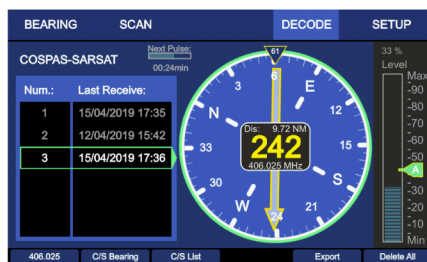 BEARING SCAN DECODE SETUP
COSPAS-SARSAT
Next Pulse:
00:24min
Num.: Last Receive:
1 15/04/2019 17:35
2 12/04/2019 15:42
3 15/04/2019 17:36
61
6
3 E
N 12
33 15
30 S
W 21
24
Dis: 9.72 NM
242
406.025 MHz
33 %
Level
Max
-90
-80
-70
-60
-50
A
-30
-20
-10
Min
406.025 C/S Bearing C/S List Export Delete All